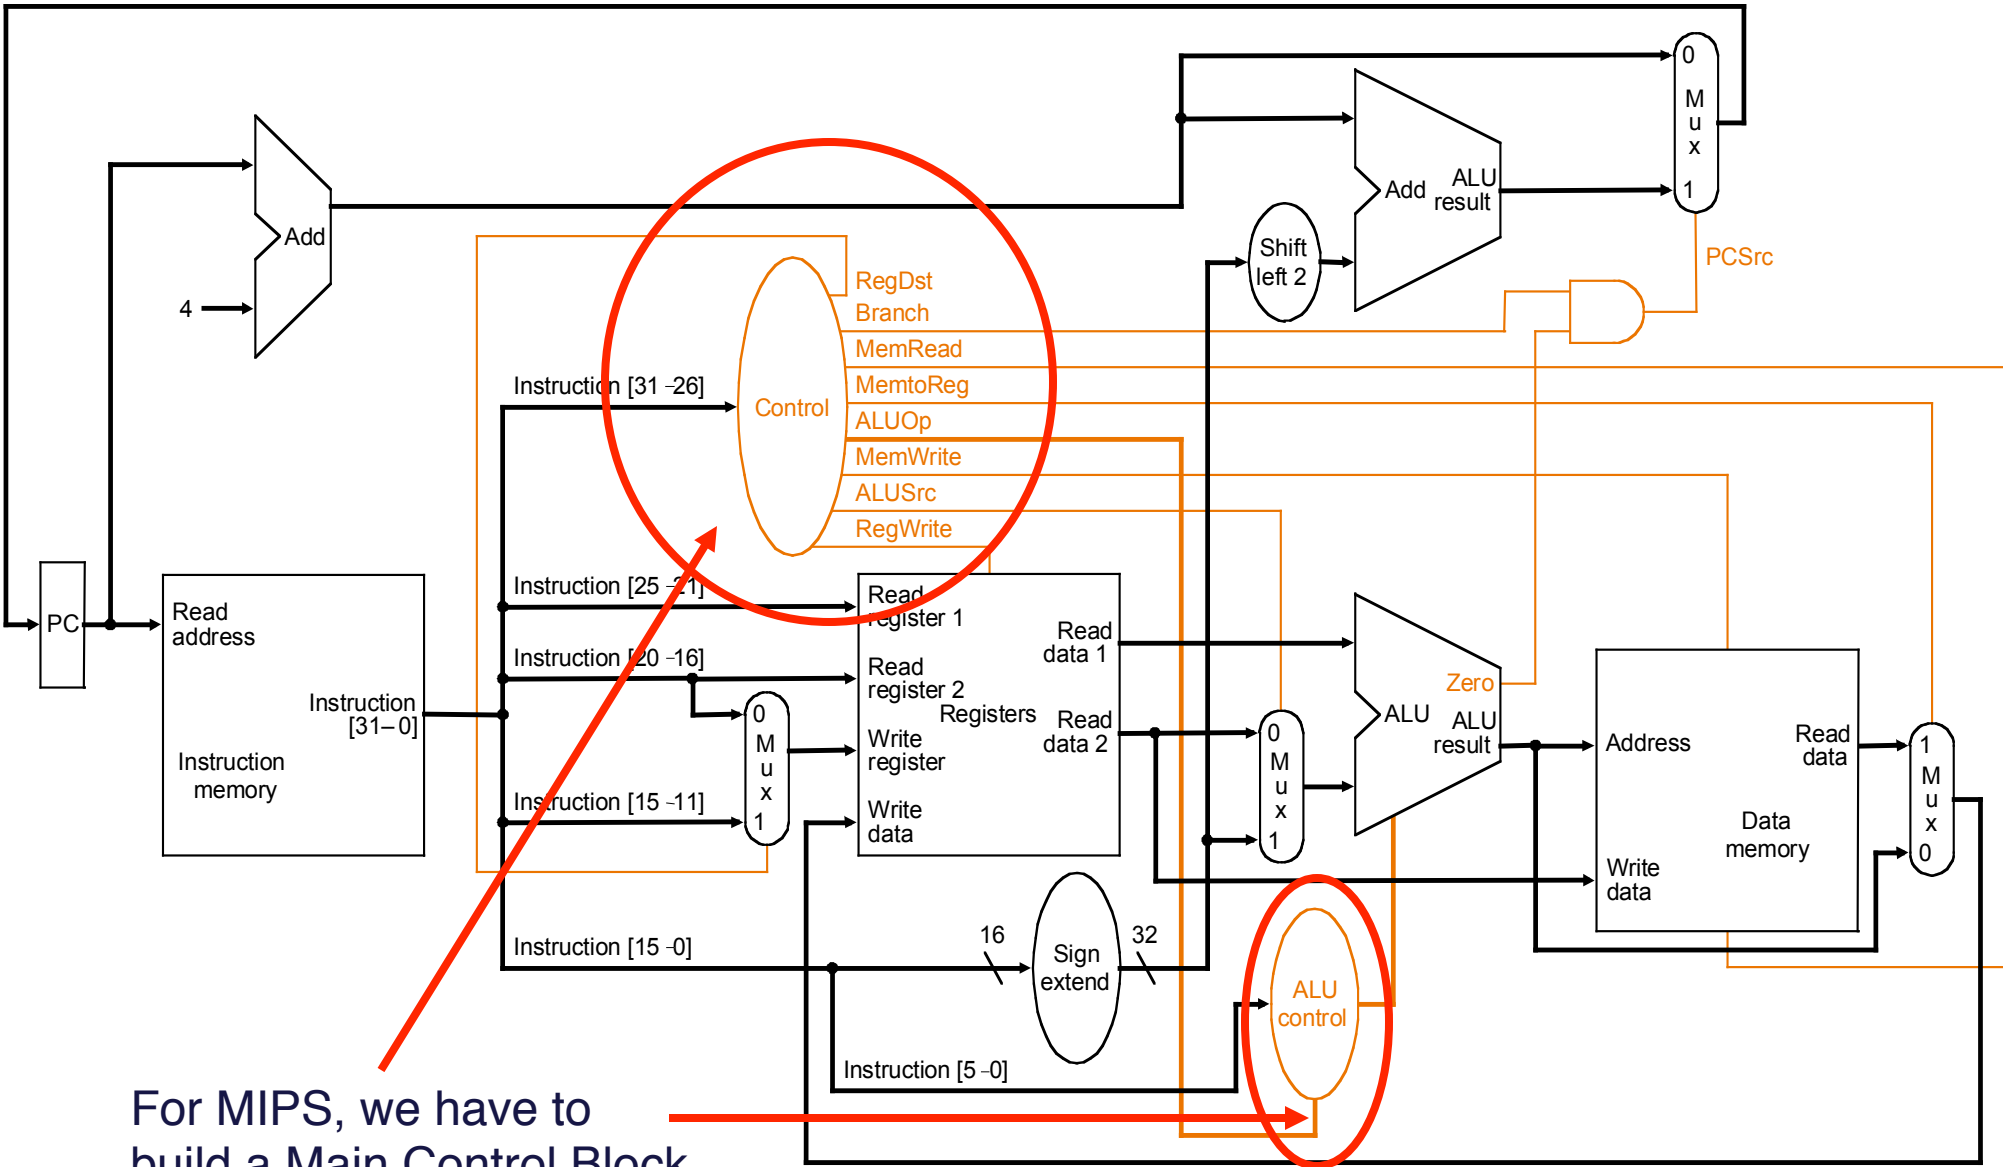 0
M
u
x
1
Add
ALU
result
Add
Shift
left 2
PCSrc
4
RegDst
Branch
MemRead
MemtoReg
ALUOp
MemWrite
ALUSrc
RegWrite
Control
Instruction [31–26]
Instruction [25–21]
Instruction [20–16]
Instruction [15–11]
Instruction [15–0]
Instruction [5–0]
PC
Read
address
Instruction
[31–0]
Instruction
memory
0
M
u
x
1
Read
register 1
Read
register 2
Write
register
Write
data
Registers
Read
data 1
Read
data 2
0
M
u
x
1
Zero
ALU
ALU
result
Address
Read
data
Data
memory
Write
data
1
M
u
x
0
16
Sign
extend
32
ALU
control
For MIPS, we have to
build a Main Control Block